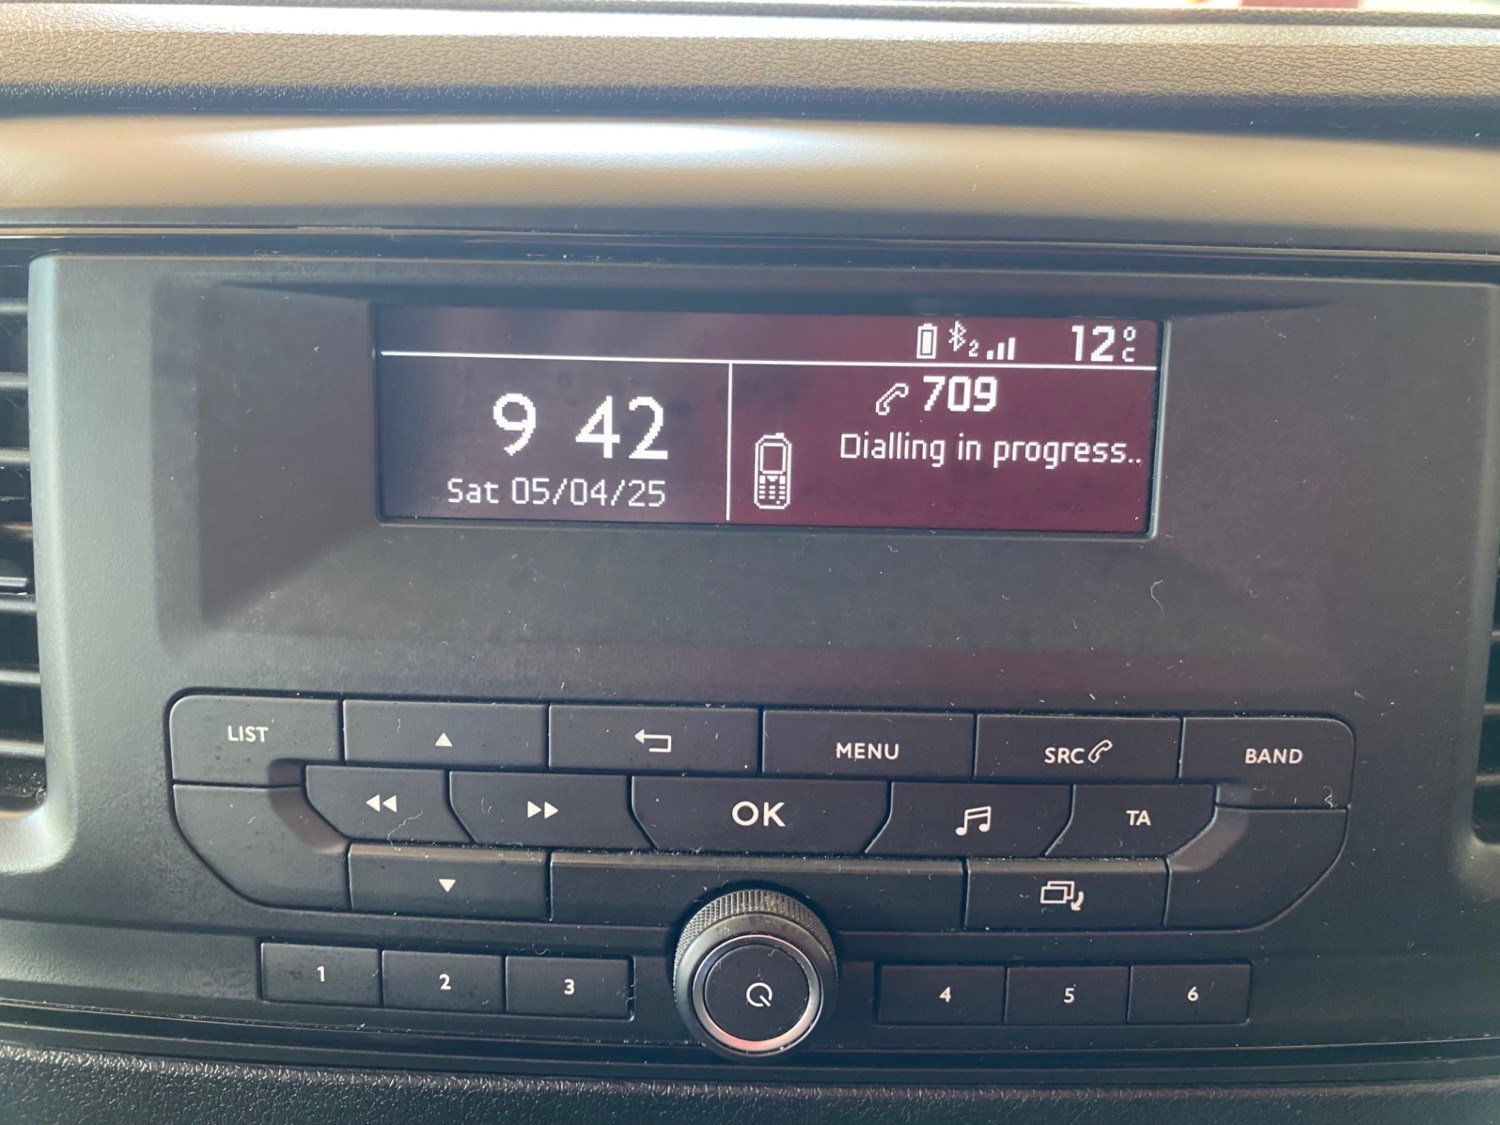 2 12°C
9 42
Sat 05/04/25
709
Dialling in progress..
LIST
MENU
SRC
BAND
OK
TA
1
2
3
4
5
6